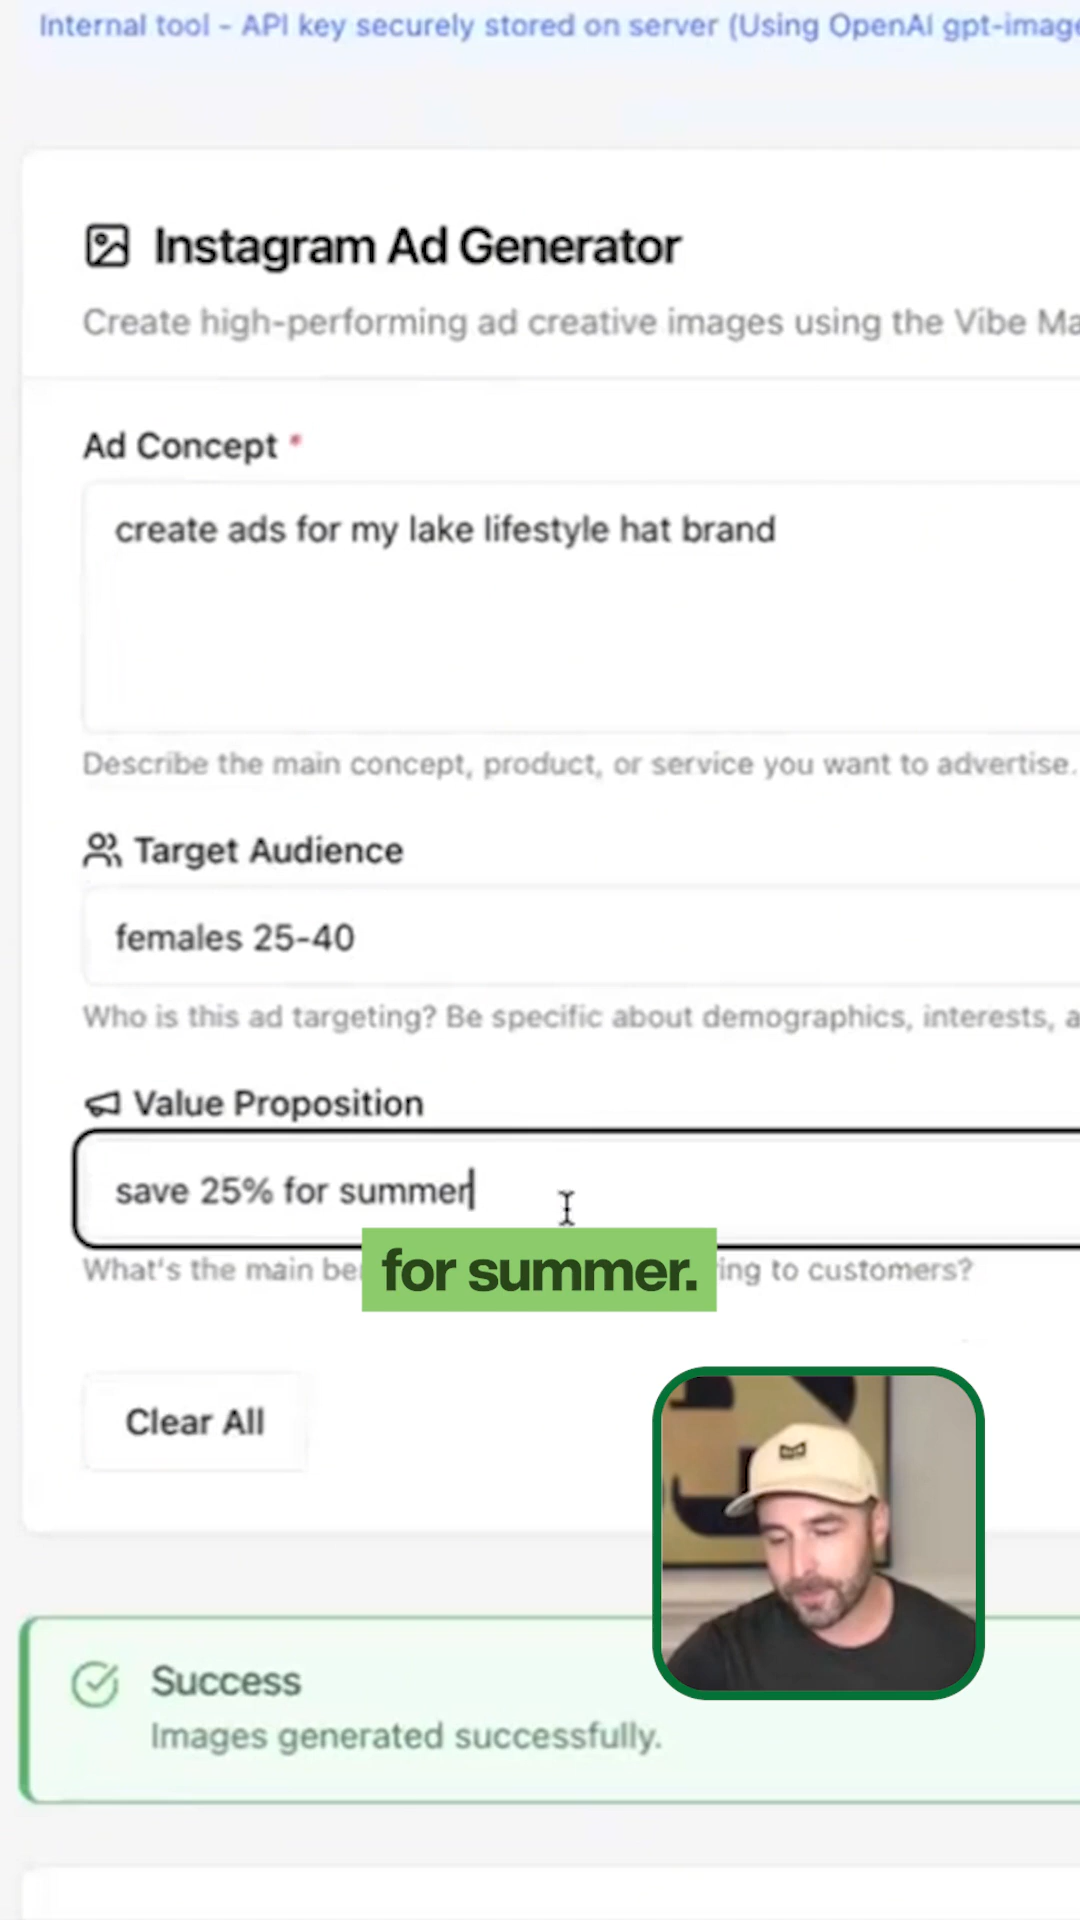 Internal tool - API key securely stored on server (Using OpenAI gpt-image
Instagram Ad Generator
Create high-performing ad creative images using the Vibe Ma
Ad Concept *
create ads for my lake lifestyle hat brand
Describe the main concept, product, or service you want to advertise.
Target Audience
females 25-40
Who is this ad targeting? Be specific about demographics, interests, a
Value Proposition
save 25% for summer
What's the main be ing to customers?
for summer.
Clear All
Success
Images generated successfully.